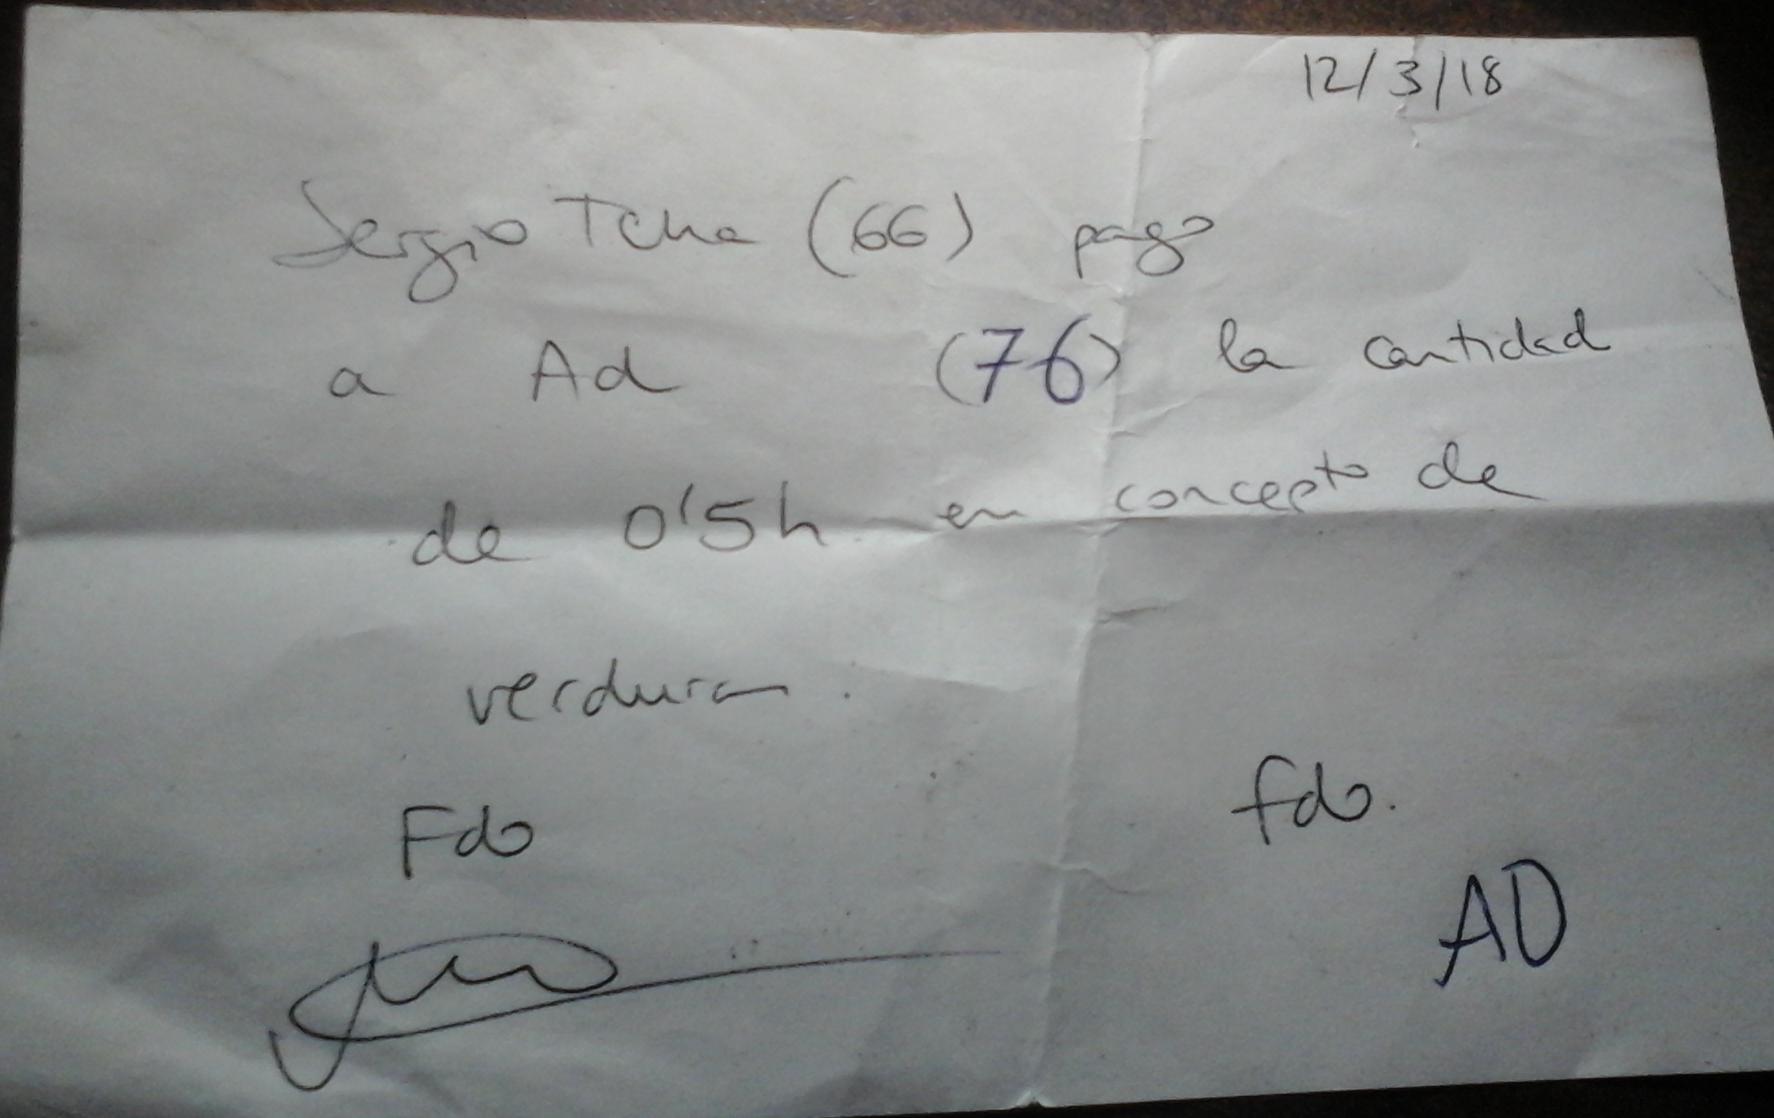 12/3/18
Sergio Tcha (66) pago
a Ad (76) la cantidad
de 0'5h en concepto de
verduras.
Fdo fdo.
AD